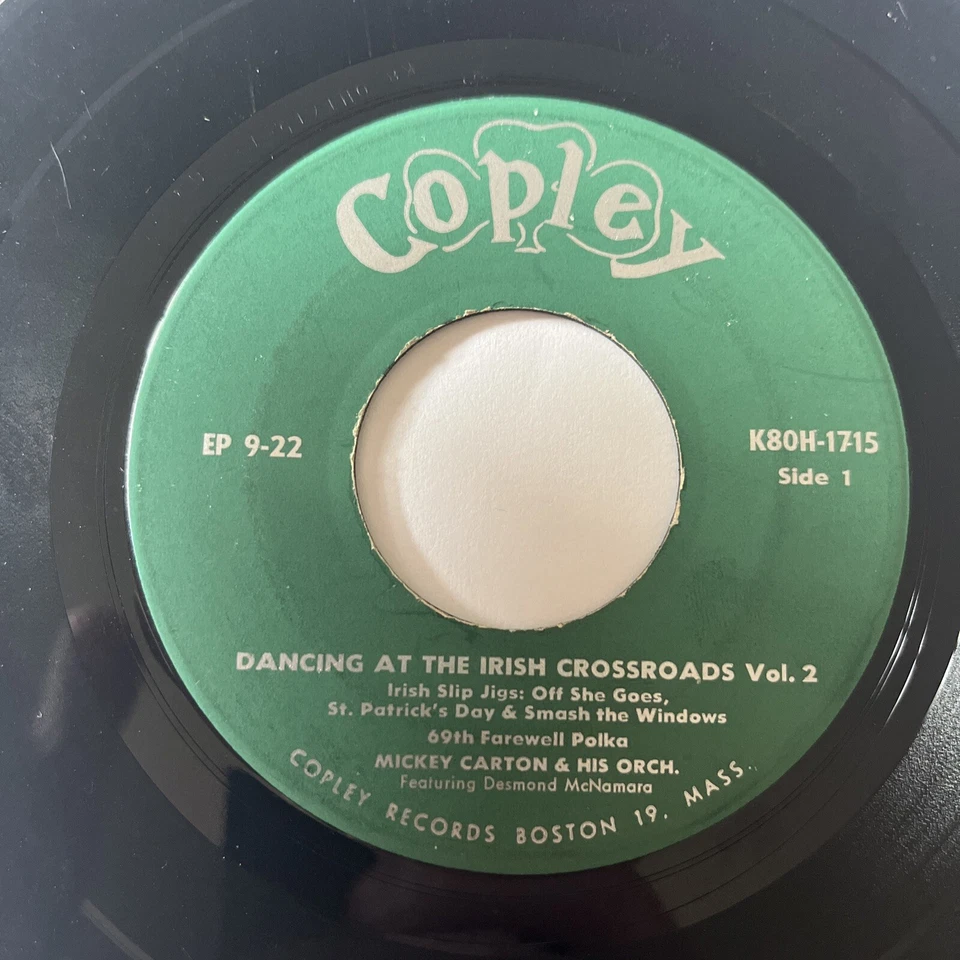 Copley
EP 9-22
K80H-1715
Side 1
DANCING AT THE IRISH CROSSROADS Vol. 2
Irish Slip Jigs: Off She Goes,
St. Patrick's Day & Smash the Windows
69th Farewell Polka
MICKEY CARTON & HIS ORCH.
Featuring Desmond McNamara
COPLEY RECORDS BOSTON 19, MASS.